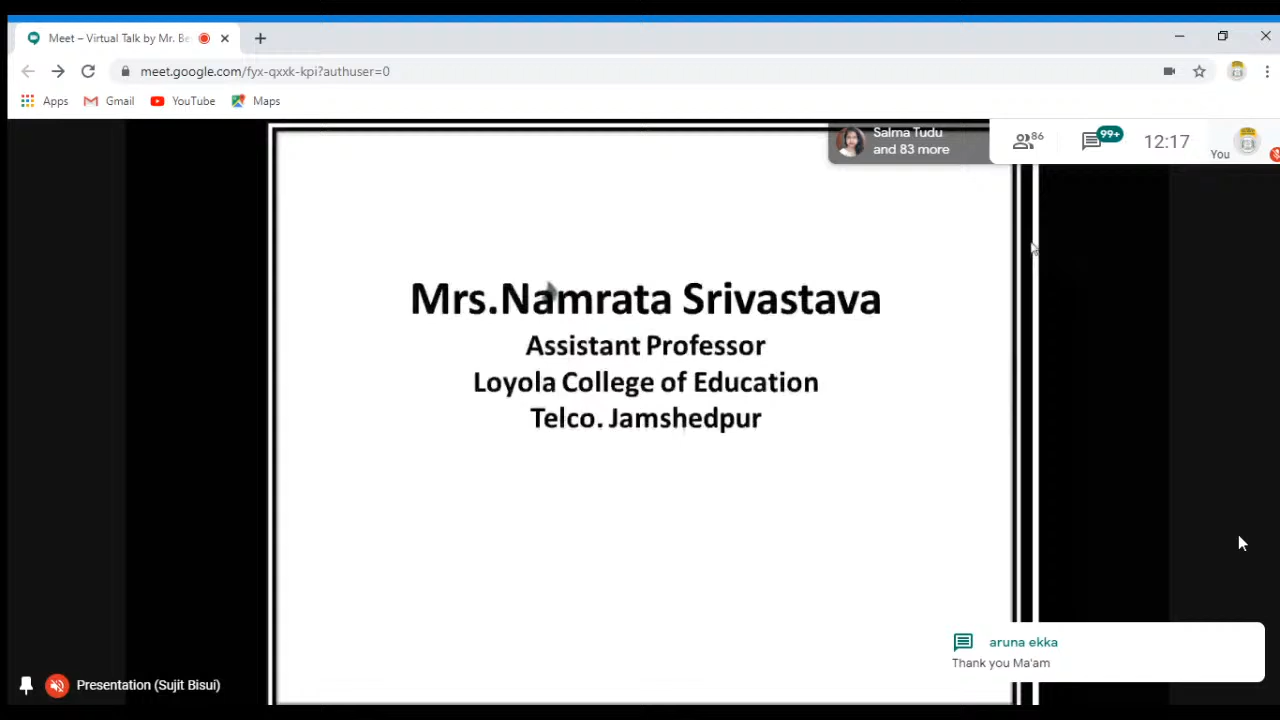 Meet – Virtual Talk by Mr. Be
meet.google.com/fyx-qxxk-kpi?authuser=0
Apps Gmail YouTube Maps
Salma Tudu
and 83 more
86
99+
12:17
You
Mrs.Namrata Srivastava
Assistant Professor
Loyola College of Education
Telco. Jamshedpur
aruna ekka
Thank you Ma'am
Presentation (Sujit Bisui)